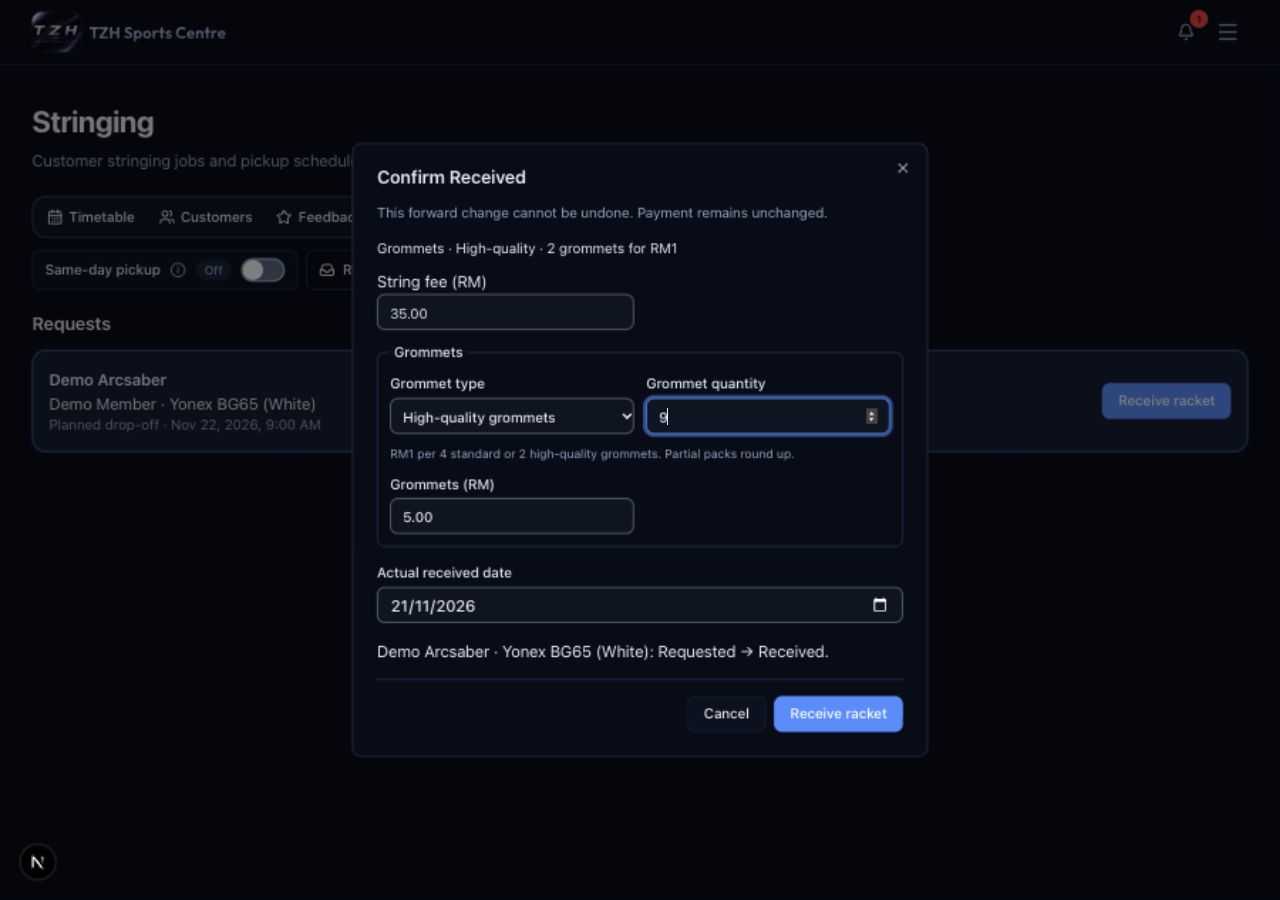 TZH TZH Sports Centre 1
Stringing
Customer stringing jobs and pickup
Timetable Customers
Same-day pickup Off
Requests
Demo Arcsaber
Demo Member · Yonex BG65 (White)
Planned drop-off · Nov 22, 2026, 9:00 AM
Receive racket
Confirm Received
This forward change cannot be undone. Payment remains unchanged.
Grommets · High-quality · 2 grommets for RM1
String fee (RM)
35.00
Grommets
Grommet type Grommet quantity
High-quality grommets 9
RM1 per 4 standard or 2 high-quality grommets. Partial packs round up.
Grommets (RM)
5.00
Actual received date
21/11/2026
Demo Arcsaber · Yonex BG65 (White): Requested → Received.
Cancel Receive racket
N